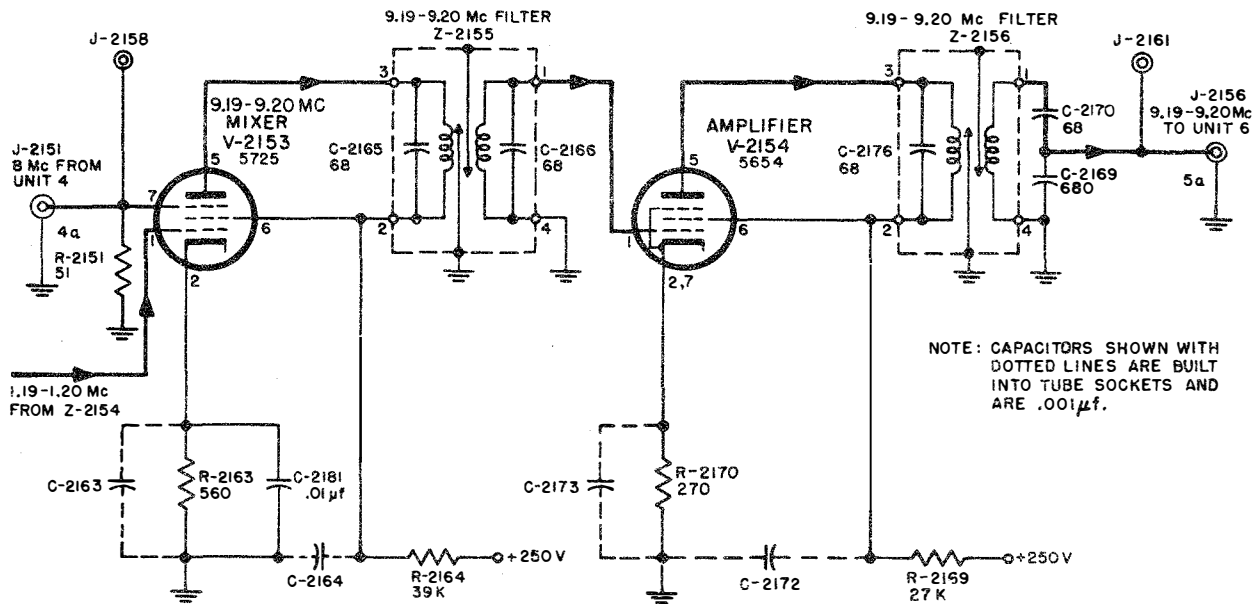 9.19-9.20 Mc FILTER
Z-2155
9.19-9.20 Mc FILTER
Z-2156
J-2158
J-2161
3
1
3
1
9.19-9.20 MC
MIXER
V-2153
5725
J-2156
9.19-9.20Mc
TO UNIT 6
C-2170
68
AMPLIFIER
V-2154
5654
C-2165
68
C-2166
68
C-2176
68
J-2151
8 Mc FROM
UNIT 4
5
5
C-2169
680
5a
7
4a
1
6
2
4
1
6
2
4
R-2151
51
2
2,7
NOTE: CAPACITORS SHOWN WITH
DOTTED LINES ARE BUILT
INTO TUBE SOCKETS AND
ARE .001µf.
1.19-1.20 Mc
FROM Z-2154
C-2163
R-2163
560
C-2181
.01µf
C-2173
R-2170
270
C-2164
R-2164
39K
+250V
C-2172
R-2169
27K
+250V